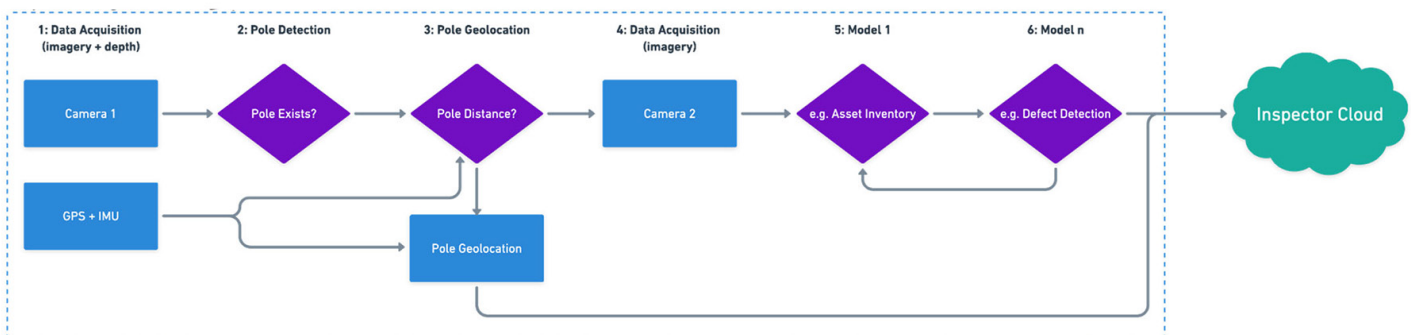 1: Data Acquisition
(imagery + depth)
2: Pole Detection
3: Pole Geolocation
4: Data Acquisition
(imagery)
5: Model 1
6: Model n
Camera 1
Pole Exists?
Pole Distance?
Camera 2
e.g. Asset Inventory
e.g. Defect Detection
Inspector Cloud
GPS + IMU
Pole Geolocation